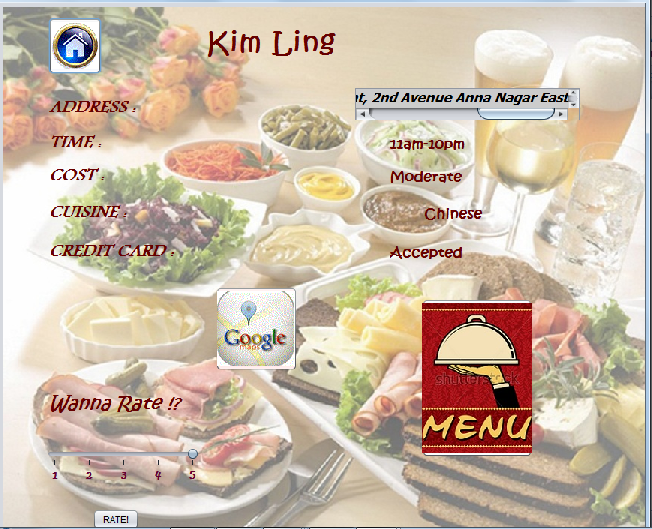 Kim Ling
ADDRESS : t, 2nd Avenue Anna Nagar East
TIME : 11am-10pm
COST : Moderate
CUISINE : Chinese
CREDIT CARD : Accepted
Google
shutterstock
MENU
Wanna Rate !?
1 2 3 4 5
RATE!